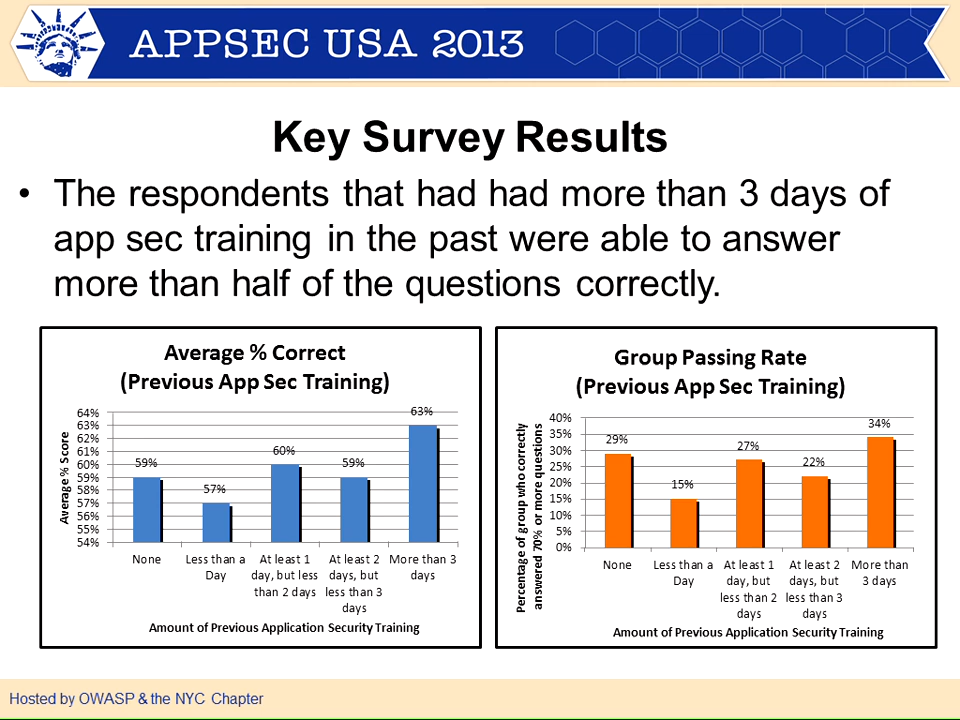 APPSEC USA 2013
Key Survey Results
• The respondents that had had more than 3 days of
app sec training in the past were able to answer
more than half of the questions correctly.
Average % Correct
(Previous App Sec Training)
Average % Score
64%
63%
62%
61%
60%
59%
58%
57%
56%
55%
54%
59%
57%
60%
59%
63%
None
Less than a
Day
At least 1
day, but less
than 2 days
At least 2
days, but
less than 3
days
More than 3
days
Amount of Previous Application Security Training
Group Passing Rate
(Previous App Sec Training)
Percentage of group who correctly
answered 70% or more questions
40%
35%
30%
25%
20%
15%
10%
5%
0%
29%
15%
27%
22%
34%
None
Less than a
Day
At least 1
day, but
less than 2
days
At least 2
days, but
less than 3
days
More than
3 days
Amount of Previous Application Security Training
Hosted by OWASP & the NYC Chapter